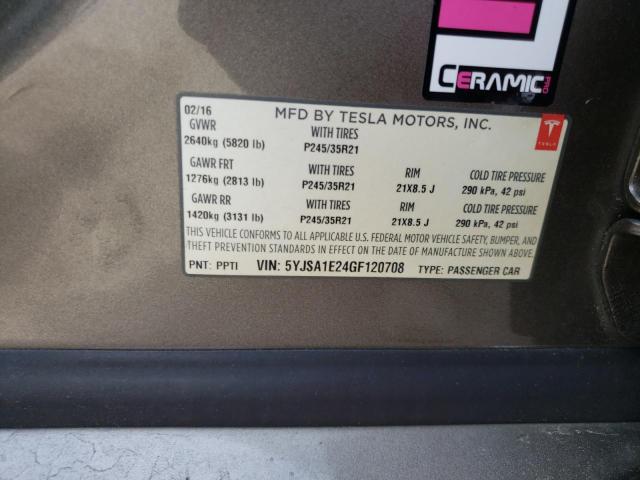 CERAMIC PRO
02/16 MFD BY TESLA MOTORS, INC.
GVWR WITH TIRES
2640kg (5820 lb) P245/35R21
TESLA
GAWR FRT WITH TIRES RIM COLD TIRE PRESSURE
1276kg (2813 lb) P245/35R21 21X8.5 J 290 kPa, 42 psi
GAWR RR WITH TIRES RIM COLD TIRE PRESSURE
1420kg (3131 lb) P245/35R21 21X8.5 J 290 kPa, 42 psi
THIS VEHICLE CONFORMS TO ALL APPLICABLE U.S. FEDERAL MOTOR VEHICLE SAFETY, BUMPER, AND
THEFT PREVENTION STANDARDS IN EFFECT ON THE DATE OF MANUFACTURE SHOWN ABOVE.
PNT: PPTI VIN: 5YJSA1E24GF120708 TYPE: PASSENGER CAR